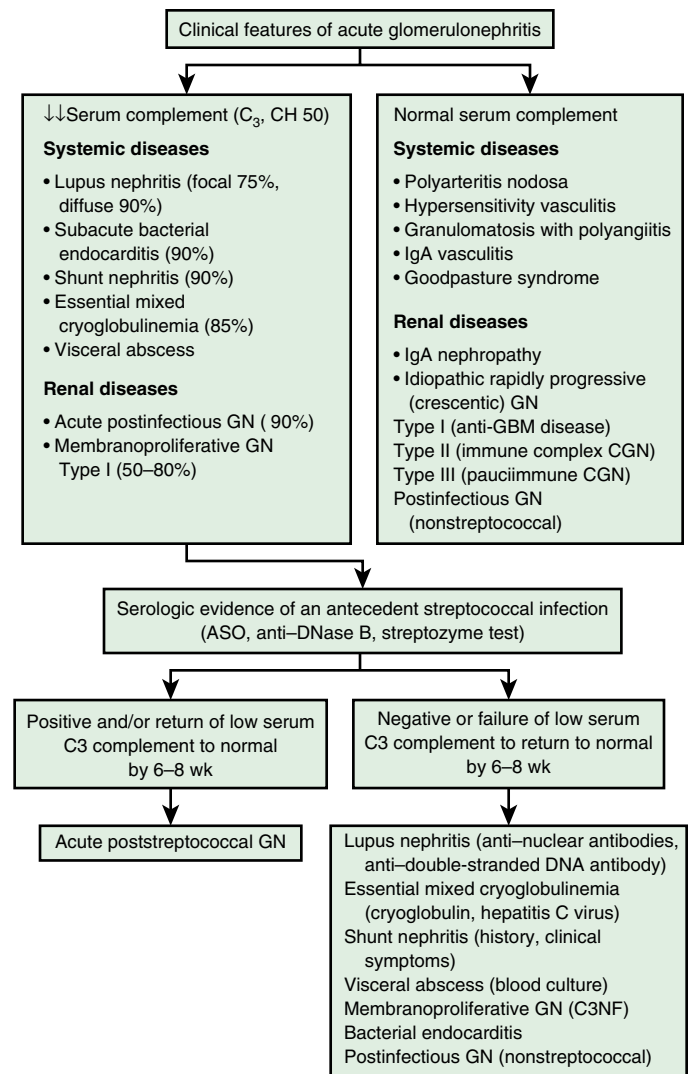 Clinical features of acute glomerulonephritis
↓↓Serum complement (C3, CH 50)
Systemic diseases
• Lupus nephritis (focal 75%,
diffuse 90%)
• Subacute bacterial
endocarditis (90%)
• Shunt nephritis (90%)
• Essential mixed
cryoglobulinemia (85%)
• Visceral abscess
Renal diseases
• Acute postinfectious GN ( 90%)
• Membranoproliferative GN
Type I (50–80%)
Normal serum complement
Systemic diseases
• Polyarteritis nodosa
• Hypersensitivity vasculitis
• Granulomatosis with polyangiitis
• IgA vasculitis
• Goodpasture syndrome
Renal diseases
• IgA nephropathy
• Idiopathic rapidly progressive
(crescentic) GN
Type I (anti-GBM disease)
Type II (immune complex CGN)
Type III (pauciimmune CGN)
Postinfectious GN
(nonstreptococcal)
Serologic evidence of an antecedent streptococcal infection
(ASO, anti–DNase B, streptozyme test)
Positive and/or return of low serum
C3 complement to normal
by 6–8 wk
Negative or failure of low serum
C3 complement to return to normal
by 6–8 wk
Acute poststreptococcal GN
Lupus nephritis (anti–nuclear antibodies,
anti–double-stranded DNA antibody)
Essential mixed cryoglobulinemia
(cryoglobulin, hepatitis C virus)
Shunt nephritis (history, clinical
symptoms)
Visceral abscess (blood culture)
Membranoproliferative GN (C3NF)
Bacterial endocarditis
Postinfectious GN (nonstreptococcal)